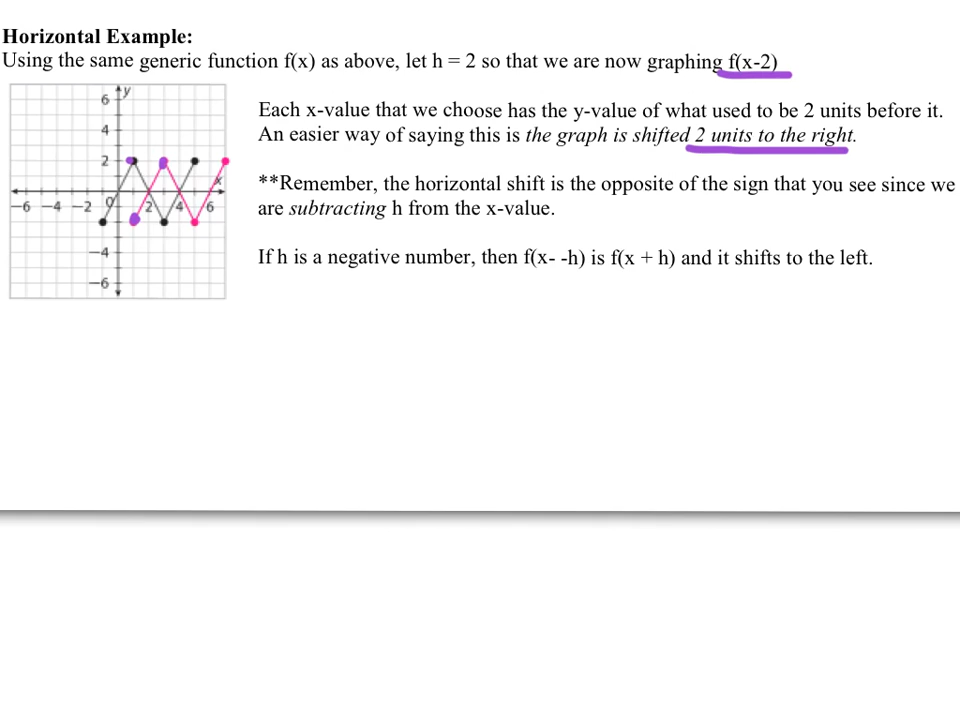 Horizontal Example:
Using the same generic function f(x) as above, let h = 2 so that we are now graphing f(x-2)
6 y
4
2
x
−6 −4 −2 0 2 4 6
−4
−6
Each x-value that we choose has the y-value of what used to be 2 units before it.
An easier way of saying this is the graph is shifted 2 units to the right.
**Remember, the horizontal shift is the opposite of the sign that you see since we
are subtracting h from the x-value.
If h is a negative number, then f(x- -h) is f(x + h) and it shifts to the left.